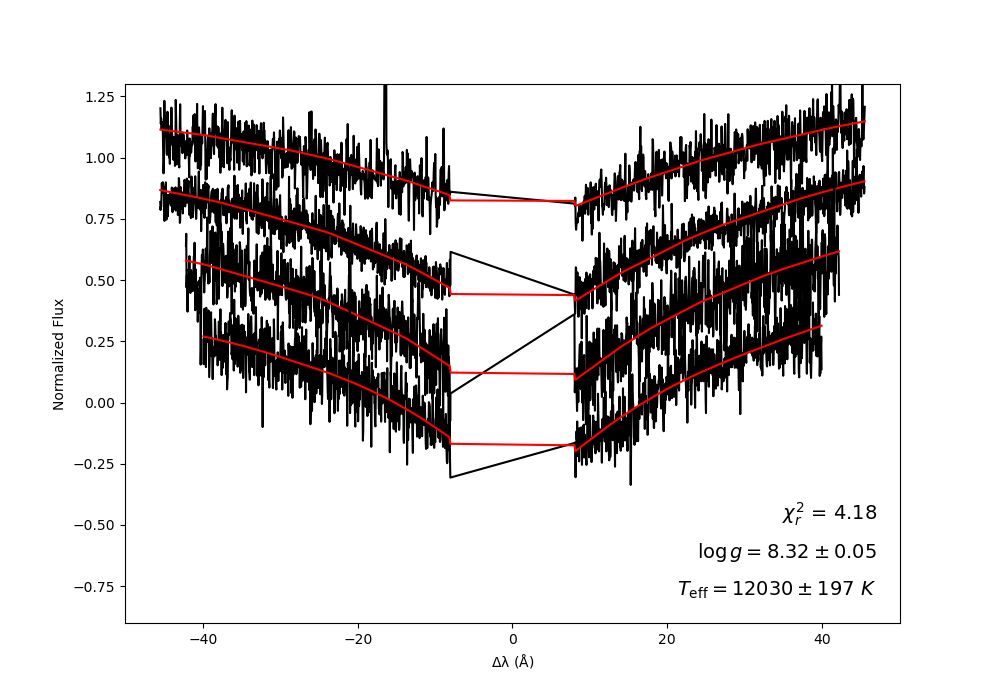 1.25
1.00
0.75
0.50
0.25
0.00
−0.25
−0.50
−0.75
Normalized Flux
χ²ᵣ = 4.18
log g = 8.32 ± 0.05
T_eff = 12030 ± 197 K
−40 −20 0 20 40
Δλ (Å)